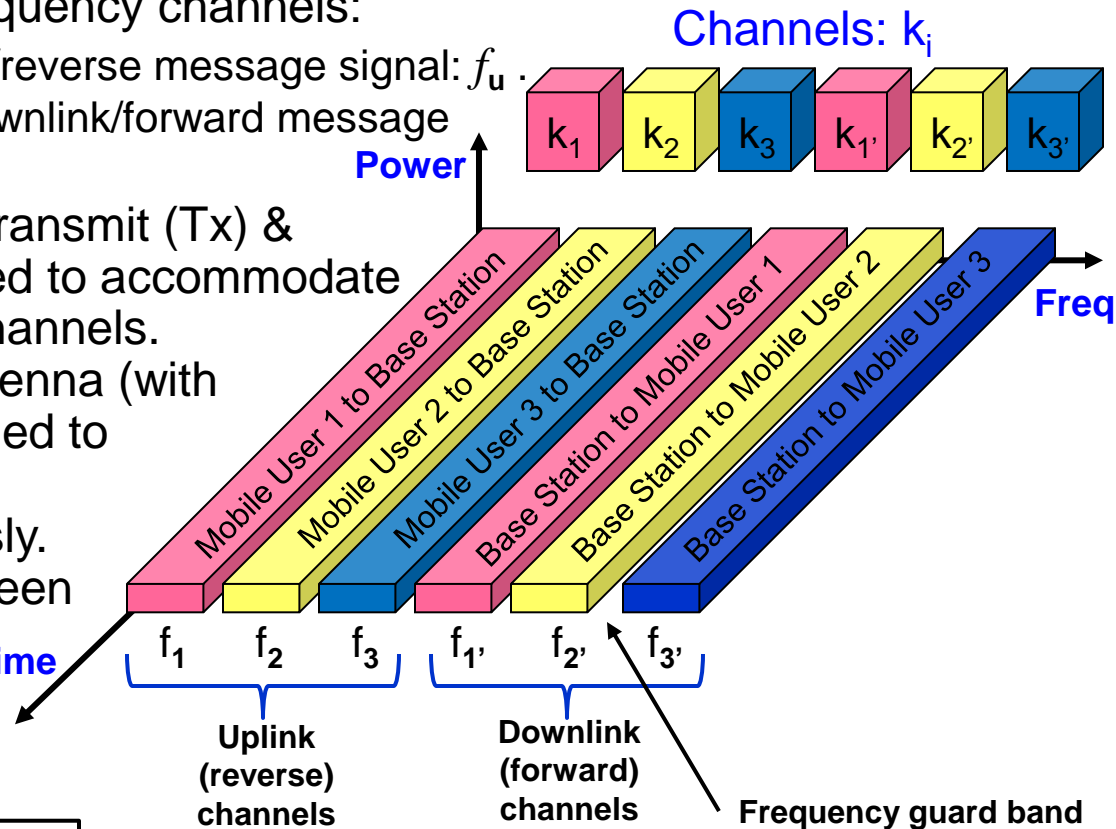 quency channels:
/reverse message signal: fu .
wnlink/forward message
ransmit (Tx) &
ed to accommodate
hannels.
enna (with
ed to
sly.
een
Channels: ki
k1 k2 k3 k1’ k2’ k3’
Power
Freq
ime
Mobile User 1 to Base Station
Mobile User 2 to Base Station
Mobile User 3 to Base Station
Base Station to Mobile User 1
Base Station to Mobile User 2
Base Station to Mobile User 3
f1 f2 f3 f1’ f2’ f3’
Uplink
(reverse)
channels
Downlink
(forward)
channels
Frequency guard band